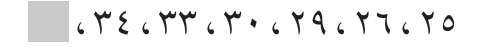 ٢٥ ، ٢٦ ، ٢٩ ، ٣٠ ، ٣٣ ، ٣٤ ،